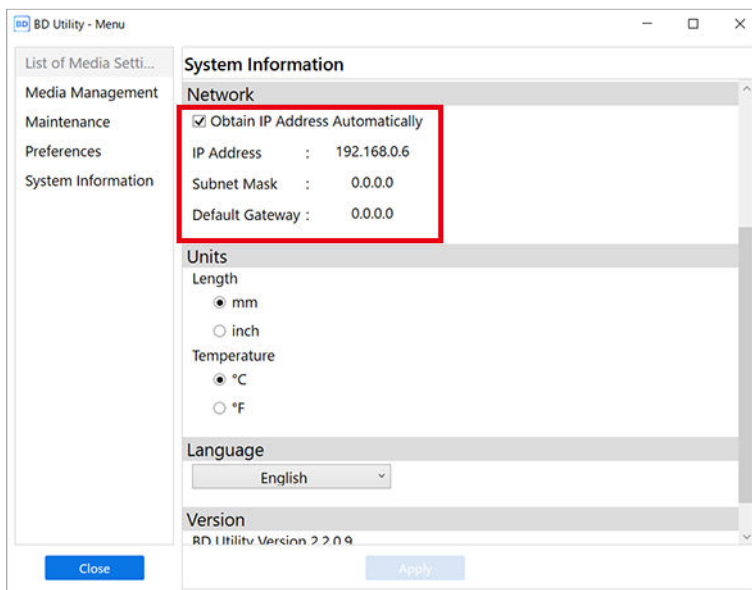 BD BD Utility - Menu
List of Media Setti...
Media Management
Maintenance
Preferences
System Information
System Information
Network
Obtain IP Address Automatically
IP Address : 192.168.0.6
Subnet Mask : 0.0.0.0
Default Gateway : 0.0.0.0
Units
Length
mm
inch
Temperature
°C
°F
Language
English
Version
BD Utility Version 2.2.0.9
Close
Apply